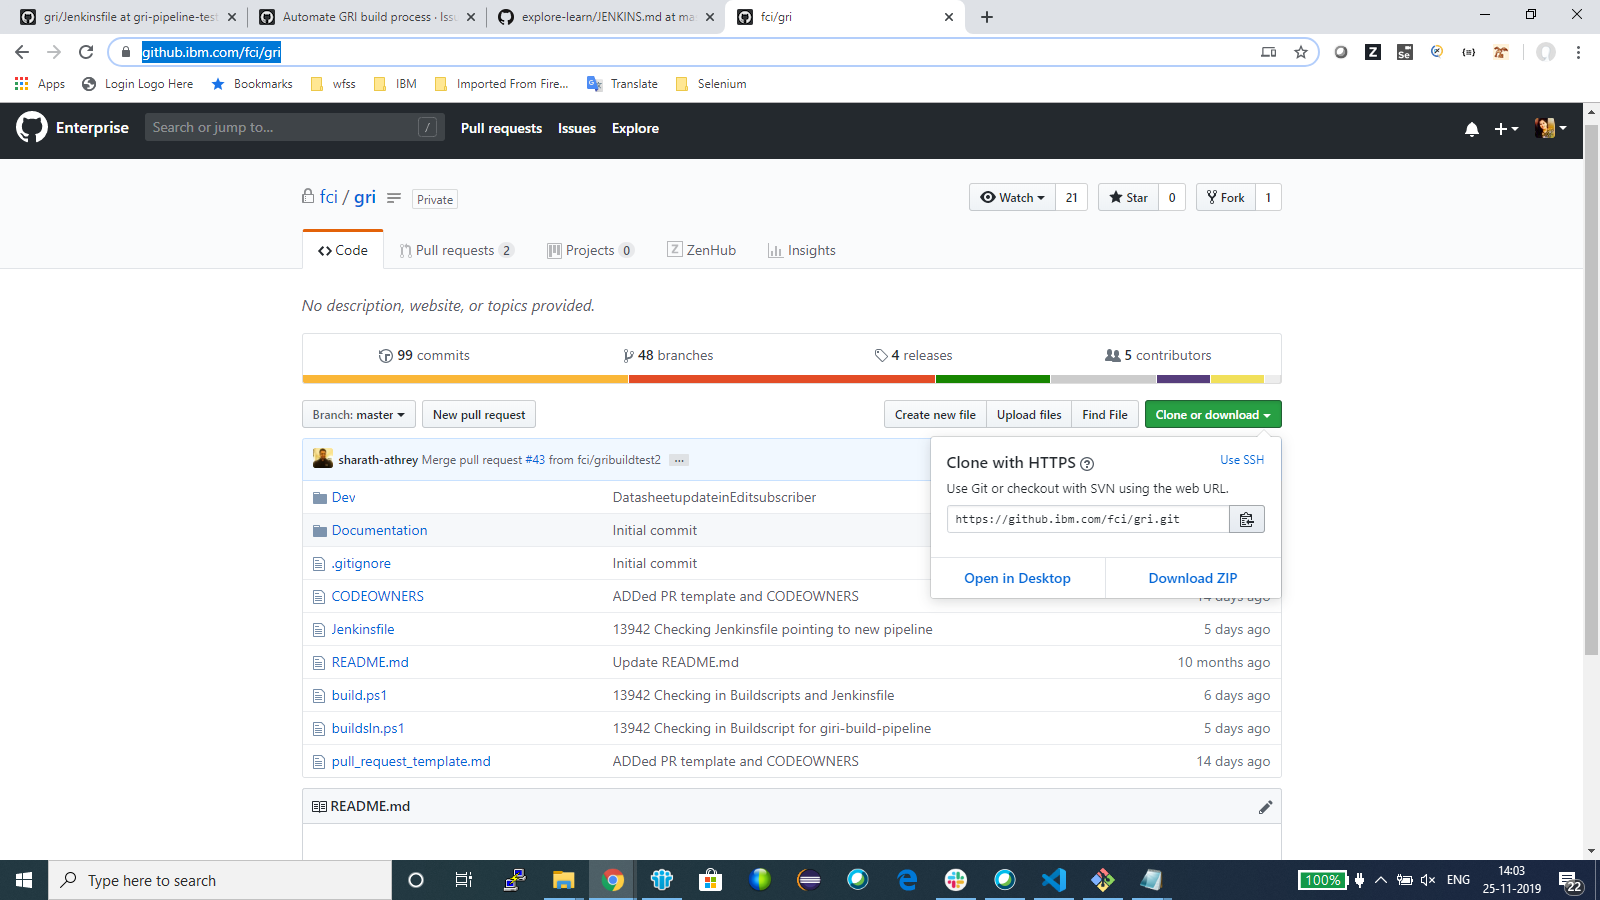 gri/Jenkinsfile at gri-pipeline-test
Automate GRI build process · Issu
explore-learn/JENKINS.md at mas
fci/gri
github.ibm.com/fci/gri
Apps
Login Logo Here
Bookmarks
wfss
IBM
Imported From Fire...
Translate
Selenium
Enterprise
Search or jump to...
/
Pull requests
Issues
Explore
fci / gri
Private
Watch
21
Star
0
Fork
1
Code
Pull requests 2
Projects 0
ZenHub
Insights
No description, website, or topics provided.
99 commits
48 branches
4 releases
5 contributors
Branch: master
New pull request
Create new file
Upload files
Find File
Clone or download
sharath-athrey Merge pull request #43 from fci/gribuildtest2 ...
Clone with HTTPS
Use SSH
Use Git or checkout with SVN using the web URL.
https://github.ibm.com/fci/gri.git
Open in Desktop
Download ZIP
Dev
DatasheetupdateinEditsubscriber
Documentation
Initial commit
.gitignore
Initial commit
CODEOWNERS
ADDed PR template and CODEOWNERS
14 days ago
Jenkinsfile
13942 Checking Jenkinsfile pointing to new pipeline
5 days ago
README.md
Update README.md
10 months ago
build.ps1
13942 Checking in Buildscripts and Jenkinsfile
6 days ago
buildsln.ps1
13942 Checking in Buildscript for giri-build-pipeline
5 days ago
pull_request_template.md
ADDed PR template and CODEOWNERS
14 days ago
README.md
Type here to search
100%
ENG
14:03
25-11-2019
22